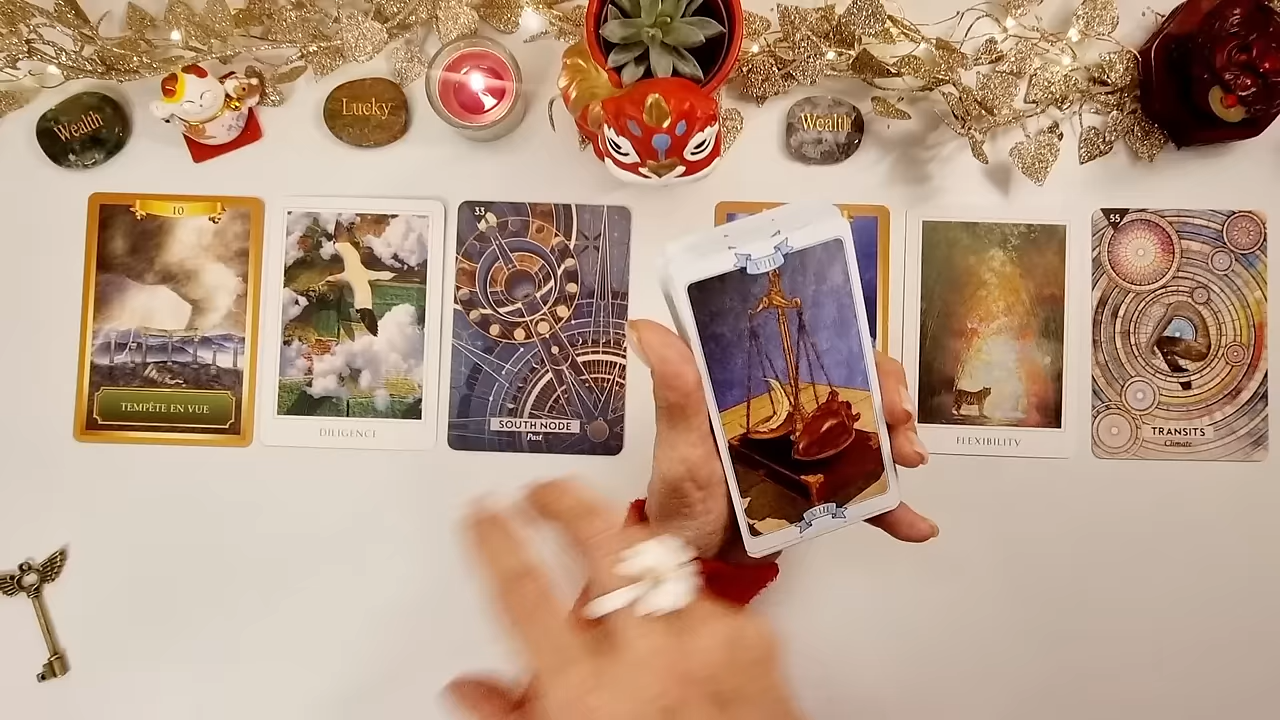 Wealth
Lucky
Wealth
10
TEMPÊTE EN VUE
DILIGENCE
33
SOUTH NODE
Past
VIII
VIII
FLEXIBILITY
55
TRANSITS
Climate